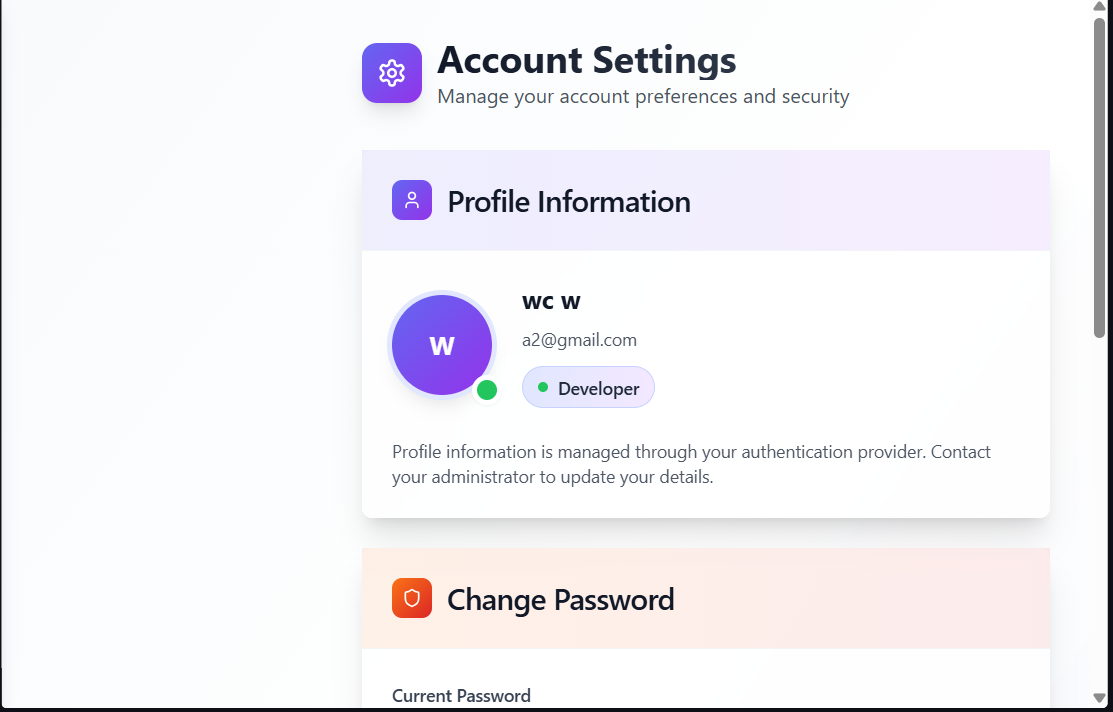 Account Settings
Manage your account preferences and security
Profile Information
W
wc w
a2@gmail.com
Developer
Profile information is managed through your authentication provider. Contact
your administrator to update your details.
Change Password
Current Password